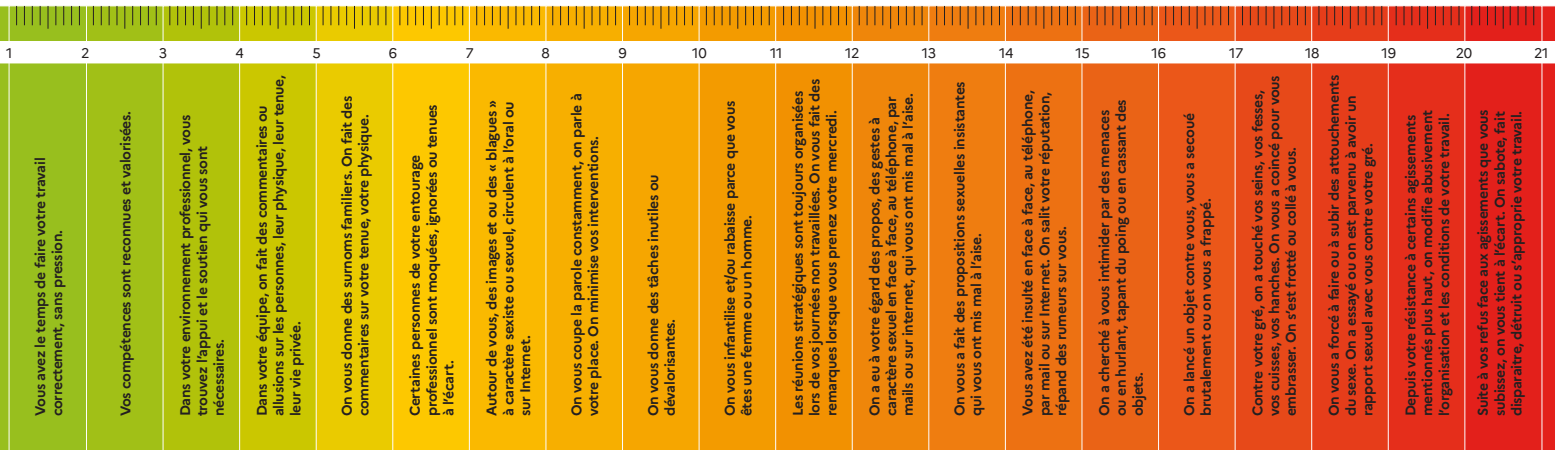 1 2 3 4 5 6 7 8 9 10 11 12 13 14 15 16 17 18 19 20 21
Vous avez le temps de faire votre travail
correctement, sans pression.
Vos compétences sont reconnues et valorisées.
Dans votre environnement professionnel, vous
trouvez l'appui et le soutien qui vous sont
nécessaires.
Dans votre équipe, on fait des commentaires ou
allusions sur les personnes, leur physique, leur tenue,
leur vie privée.
On vous donne des surnoms familiers. On fait des
commentaires sur votre tenue, votre physique.
Certaines personnes de votre entourage
professionnel sont moquées, ignorées ou tenues
à l'écart.
Autour de vous, des images et ou des « blagues »
à caractère sexiste ou sexuel, circulent à l'oral ou
sur Internet.
On vous coupe la parole constamment, on parle à
votre place. On minimise vos interventions.
On vous donne des tâches inutiles ou
dévalorisantes.
On vous infantilise et/ou rabaisse parce que vous
êtes une femme ou un homme.
Les réunions stratégiques sont toujours organisées
lors de vos journées non travaillées. On vous fait des
remarques lorsque vous prenez votre mercredi.
On a eu à votre égard des propos, des gestes à
caractère sexuel en face à face, au téléphone, par
mails ou sur internet, qui vous ont mis mal à l'aise.
On vous a fait des propositions sexuelles insistantes
qui vous ont mis mal à l'aise.
Vous avez été insulté en face à face, au téléphone,
par mail ou sur Internet. On salit votre réputation,
répand des rumeurs sur vous.
On a cherché à vous intimider par des menaces
ou en hurlant, tapant du poing ou en cassant des
objets.
On a lancé un objet contre vous, vous a secoué
brutalement ou on vous a frappé.
Contre votre gré, on a touché vos seins, vos fesses,
vos cuisses, vos hanches. On vous a coincé pour vous
embrasser. On s'est frotté ou collé à vous.
On vous a forcé à faire ou à subir des attouchements
du sexe. On a essayé ou on est parvenu à avoir un
rapport sexuel avec vous contre votre gré.
Depuis votre résistance à certains agissements
mentionnés plus haut, on modifie abusivement
l'organisation et les conditions de votre travail.
Suite à vos refus face aux agissements que vous
subissez, on vous tient à l'écart. On sabote, fait
disparaitre, détruit ou s'approprie votre travail.